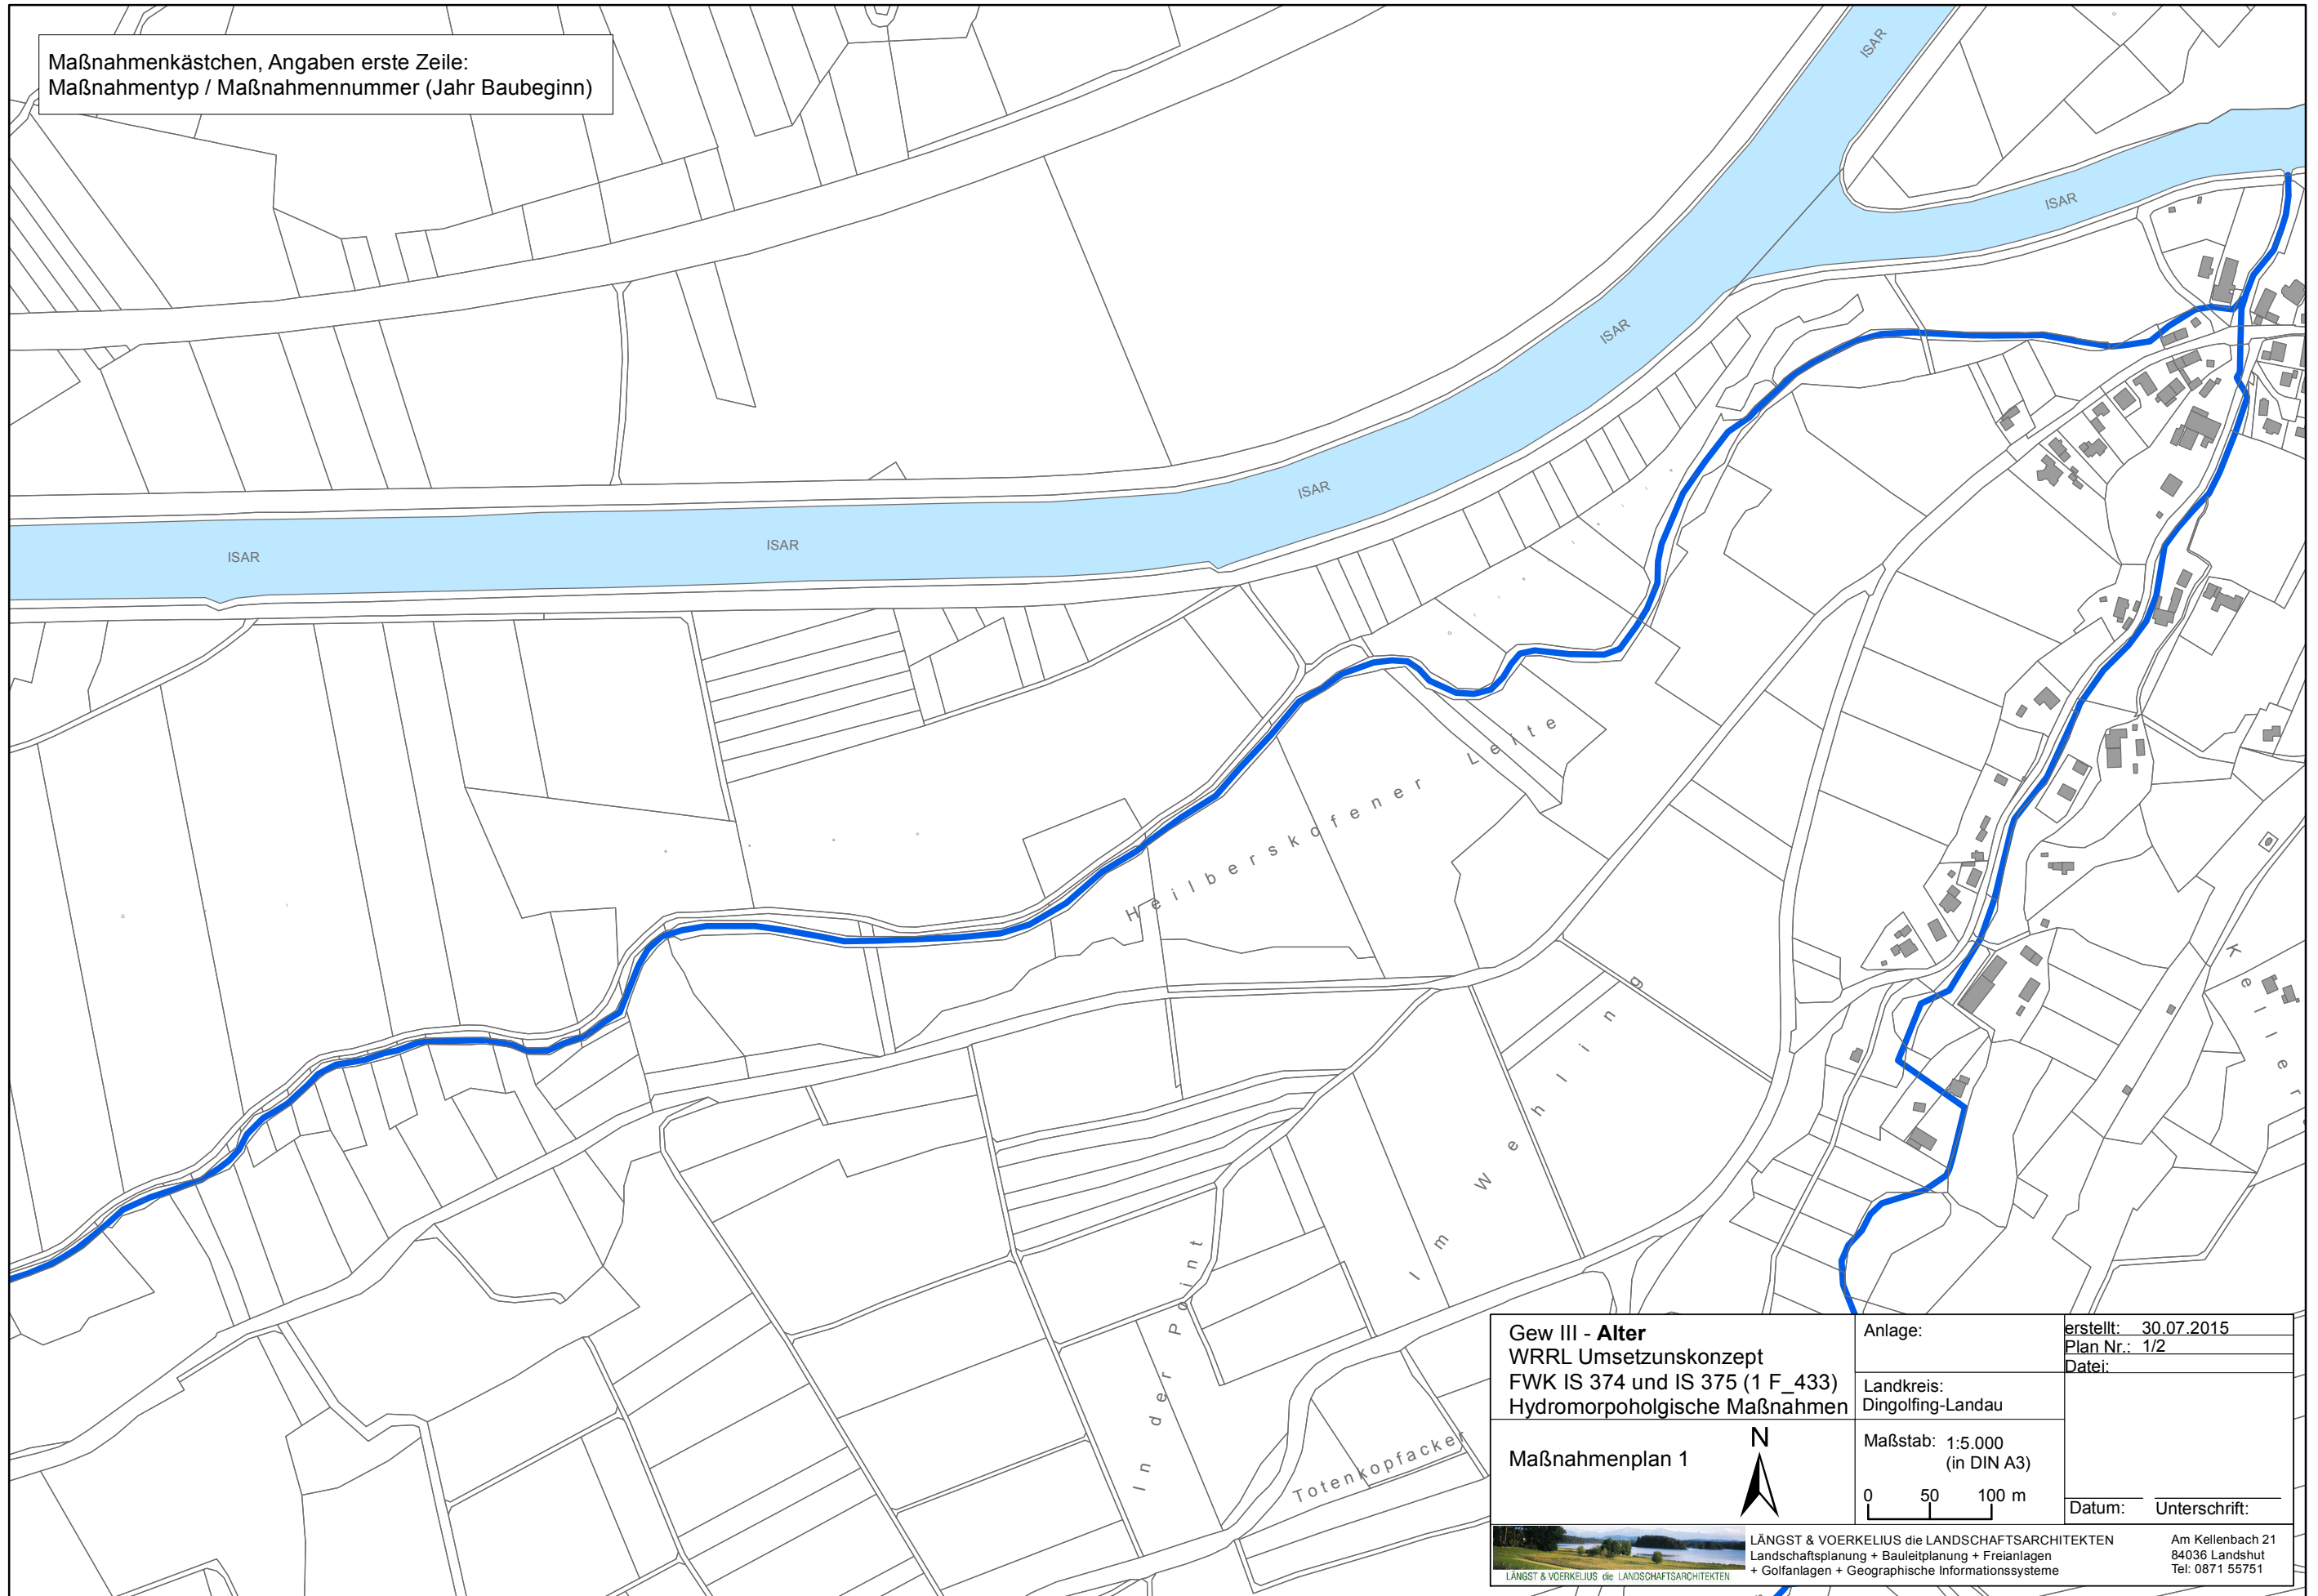 Maßnahmenkästchen, Angaben erste Zeile:
Maßnahmentyp / Maßnahmennummer (Jahr Baubeginn)
ISAR
ISAR
ISAR
ISAR
ISAR
ISAR
Heilberskofener Leite
Im Wehling
Keller
In der Point
Totenkopfacker
Gew III - Alter
WRRL Umsetzunskonzept
FWK IS 374 und IS 375 (1 F_433)
Hydromorpoholgische Maßnahmen
Maßnahmenplan 1
N
Anlage:
Landkreis:
Dingolfing-Landau
Maßstab: 1:5.000
(in DIN A3)
0 50 100 m
erstellt: 30.07.2015
Plan Nr.: 1/2
Datei:
Datum: Unterschrift:
LÄNGST & VOERKELIUS die LANDSCHAFTSARCHITEKTEN
LÄNGST & VOERKELIUS die LANDSCHAFTSARCHITEKTEN
Landschaftsplanung + Bauleitplanung + Freianlagen
+ Golfanlagen + Geographische Informationssysteme
Am Kellenbach 21
84036 Landshut
Tel: 0871 55751